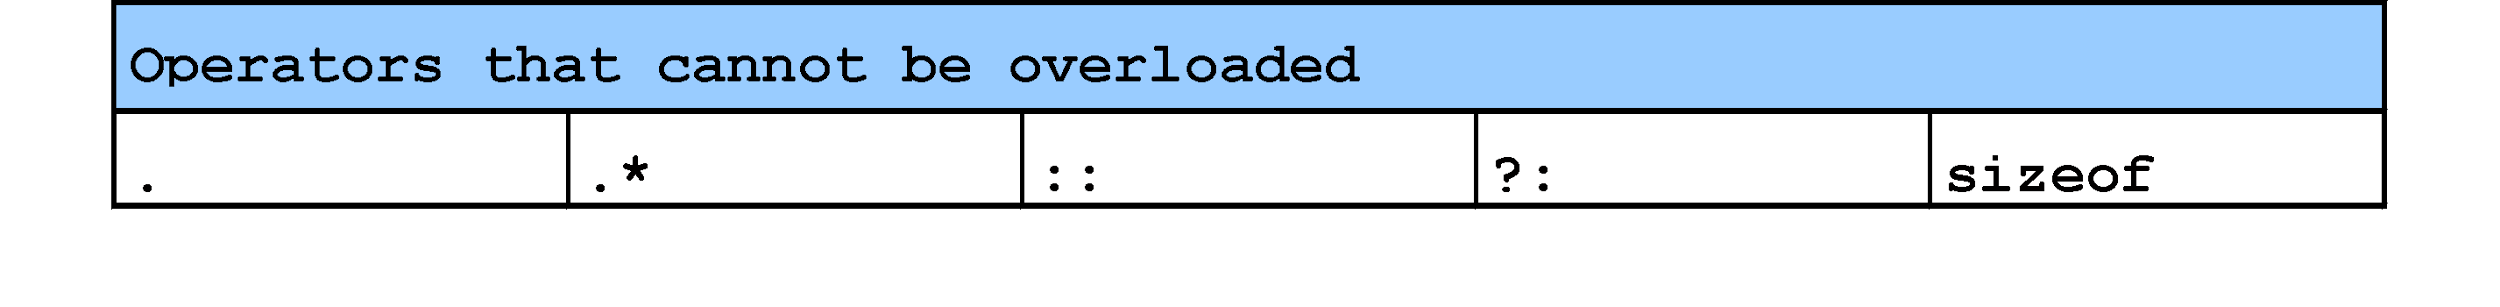 Operators that cannot be overloaded
. .* :: ?: sizeof